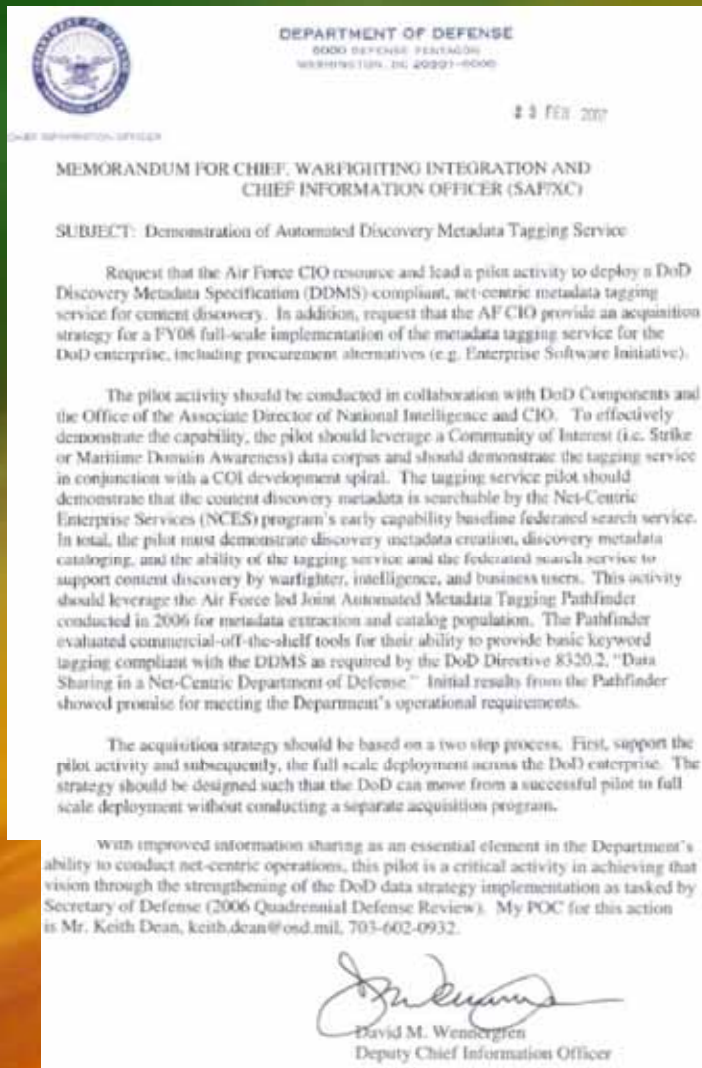 DEPARTMENT OF DEFENSE
6000 DEFENSE PENTAGON
WASHINGTON, DC 20301-6000
23 FEB 2007
CHIEF INFORMATION OFFICER
MEMORANDUM FOR CHIEF, WARFIGHTING INTEGRATION AND
CHIEF INFORMATION OFFICER (SAF/XC)
SUBJECT: Demonstration of Automated Discovery Metadata Tagging Service
Request that the Air Force CIO resource and lead a pilot activity to deploy a DoD
Discovery Metadata Specification (DDMS)-compliant, net-centric metadata tagging
service for content discovery. In addition, request that the AF CIO provide an acquisition
strategy for a FY08 full-scale implementation of the metadata tagging service for the
DoD enterprise, including procurement alternatives (e.g. Enterprise Software Initiative).
The pilot activity should be conducted in collaboration with DoD Components and
the Office of the Associate Director of National Intelligence and CIO. To effectively
demonstrate the capability, the pilot should leverage a Community of Interest (i.e. Strike
or Maritime Domain Awareness) data corpus and should demonstrate the tagging service
in conjunction with a COI development spiral. The tagging service pilot should
demonstrate that the content discovery metadata is searchable by the Net-Centric
Enterprise Services (NCES) program's early capability baseline federated search service.
In total, the pilot must demonstrate discovery metadata creation, discovery metadata
cataloging, and the ability of the tagging service and the federated search service to
support content discovery by warfighter, intelligence, and business users. This activity
should leverage the Air Force led Joint Automated Metadata Tagging Pathfinder
conducted in 2006 for metadata extraction and catalog population. The Pathfinder
evaluated commercial-off-the-shelf tools for their ability to provide basic keyword
tagging compliant with the DDMS as required by the DoD Directive 8320.2, "Data
Sharing in a Net-Centric Department of Defense." Initial results from the Pathfinder
showed promise for meeting the Department's operational requirements.
The acquisition strategy should be based on a two step process. First, support the
pilot activity and subsequently, the full scale deployment across the DoD enterprise. The
strategy should be designed such that the DoD can move from a successful pilot to full
scale deployment without conducting a separate acquisition program.
With improved information sharing as an essential element in the Department's
ability to conduct net-centric operations, this pilot is a critical activity in achieving that
vision through the strengthening of the DoD data strategy implementation as tasked by
Secretary of Defense (2006 Quadrennial Defense Review). My POC for this action
is Mr. Keith Dean, keith.dean@osd.mil, 703-602-0932.
David M. Wennergren
Deputy Chief Information Officer